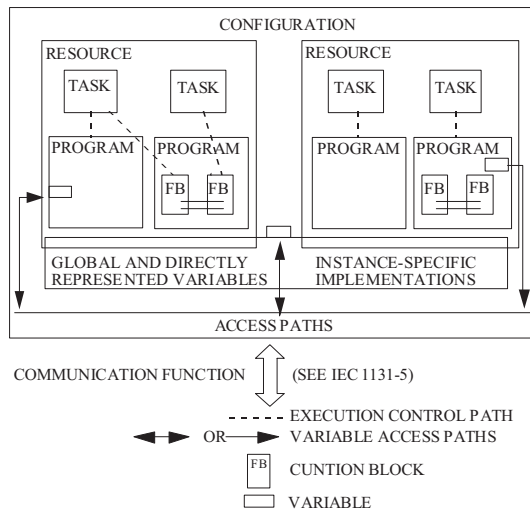 CONFIGURATION
RESOURCE
RESOURCE
TASK
TASK
TASK
TASK
PROGRAM
PROGRAM
PROGRAM
PROGRAM
FB
FB
FB
FB
GLOBAL AND DIRECTLY
REPRESENTED VARIABLES
INSTANCE-SPECIFIC
IMPLEMENTATIONS
ACCESS PATHS
COMMUNICATION FUNCTION
(SEE IEC 1131-5)
EXECUTION CONTROL PATH
OR
VARIABLE ACCESS PATHS
FB
CUNTION BLOCK
VARIABLE